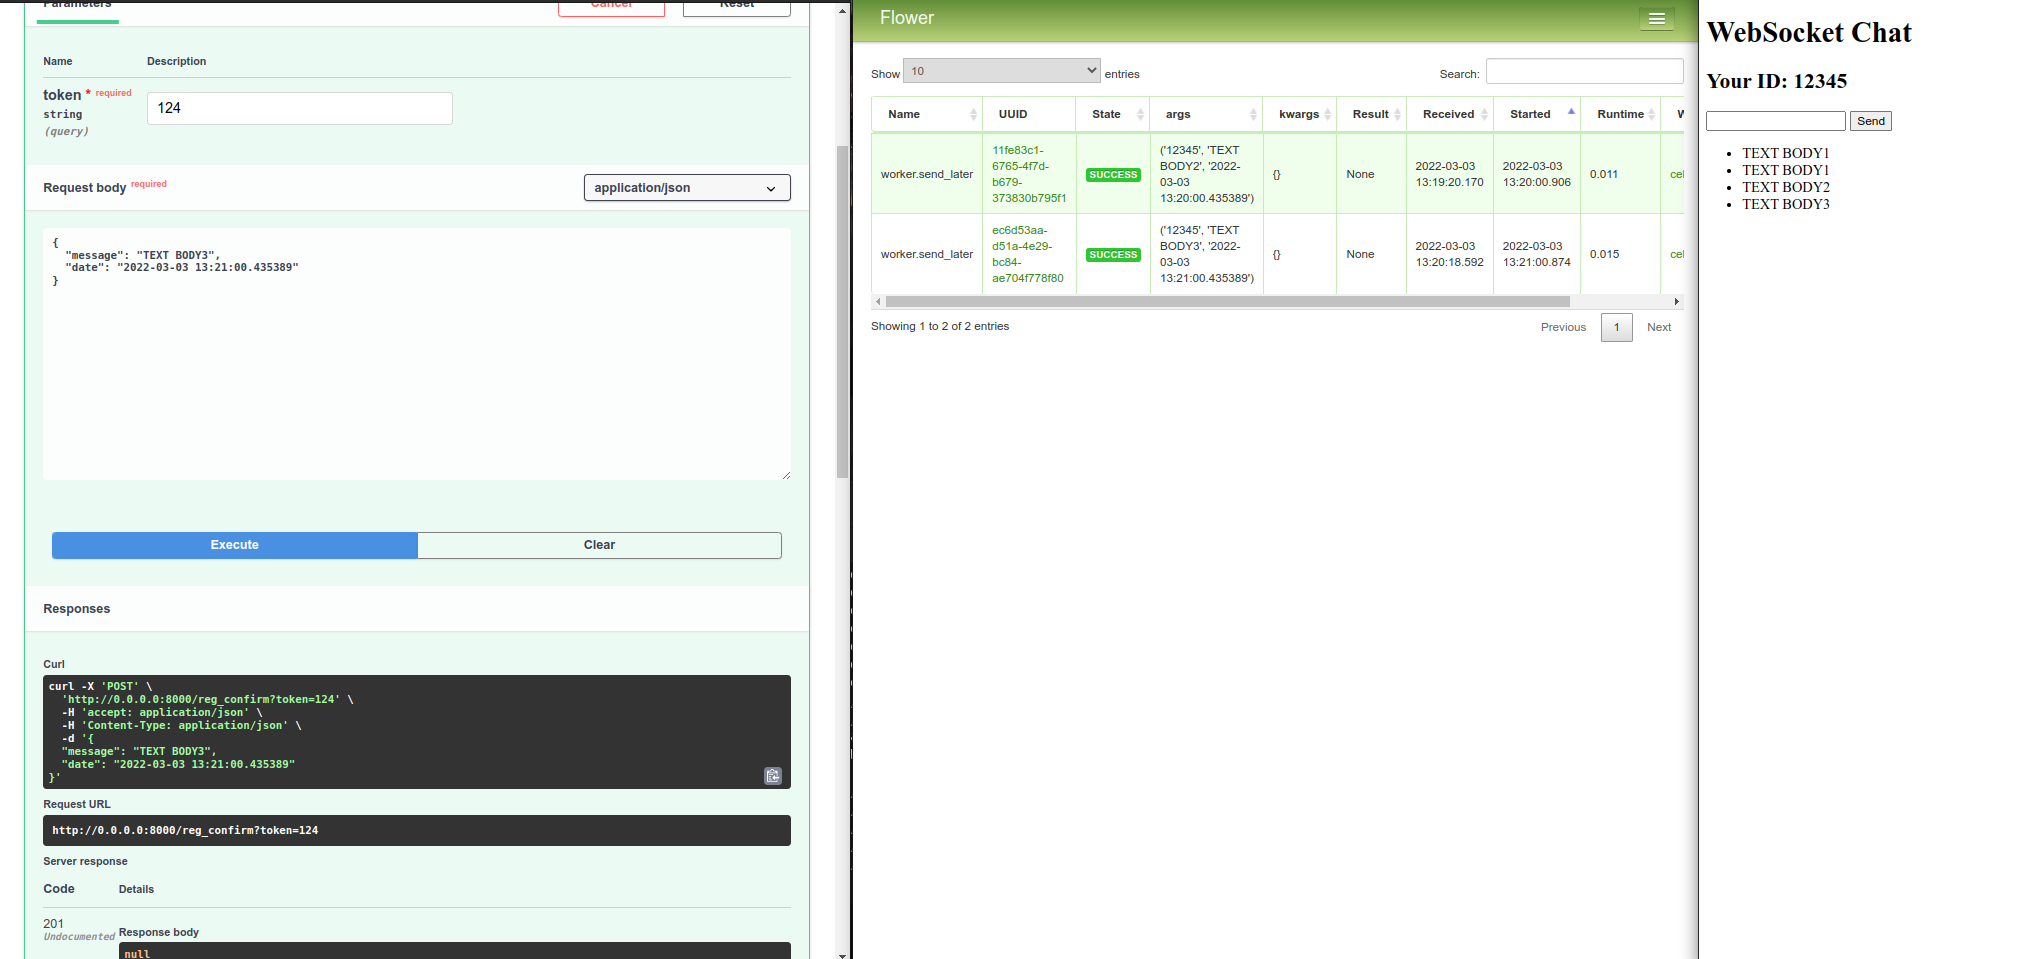 Parameters
Cancel
Reset
Name
Description
token * required
string
(query)
124
Request body required
application/json
{
"message": "TEXT BODY3",
"date": "2022-03-03 13:21:00.435389"
}
Execute
Clear
Responses
Curl
curl -X 'POST' \
'http://0.0.0.0:8000/reg_confirm?token=124' \
-H 'accept: application/json' \
-H 'Content-Type: application/json' \
-d '{
"message": "TEXT BODY3",
"date": "2022-03-03 13:21:00.435389"
}'
Request URL
http://0.0.0.0:8000/reg_confirm?token=124
Server response
Code
Details
201
Undocumented
Response body
null
Flower
Show 10 entries
Search:
Name
UUID
State
args
kwargs
Result
Received
Started
Runtime
W
worker.send_later
11fe83c1-
6765-4f7d-
b679-
373830b795f1
SUCCESS
('12345', 'TEXT
BODY2', '2022-
03-03
13:20:00.435389')
{}
None
2022-03-03
13:19:20.170
2022-03-03
13:20:00.906
0.011
cel
worker.send_later
ec6d53aa-
d51a-4e29-
bc84-
ae704f778f80
SUCCESS
('12345', 'TEXT
BODY3', '2022-
03-03
13:21:00.435389')
{}
None
2022-03-03
13:20:18.592
2022-03-03
13:21:00.874
0.015
cel
Showing 1 to 2 of 2 entries
Previous
1
Next
WebSocket Chat
Your ID: 12345
Send
TEXT BODY1
TEXT BODY1
TEXT BODY2
TEXT BODY3